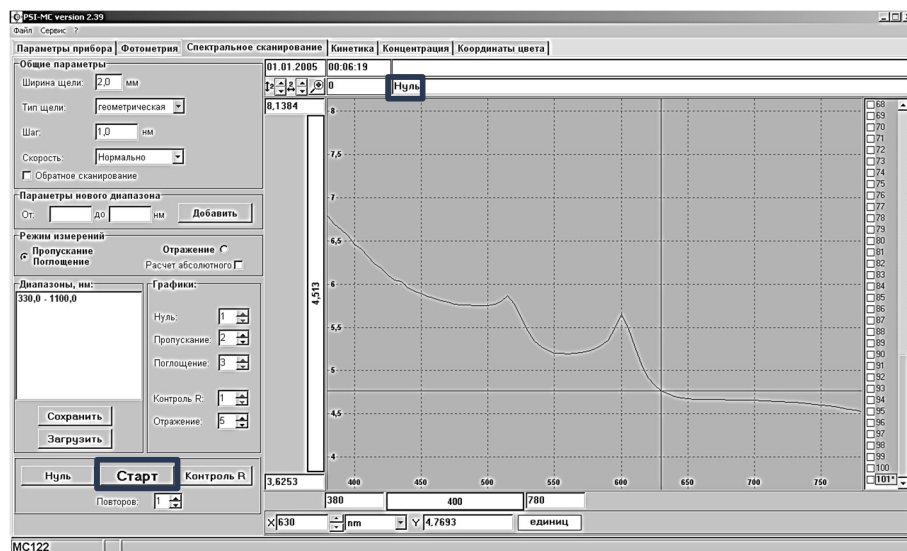 PSI-MC version 2.39
Файл Сервис ?
Параметры прибора Фотометрия Спектральное сканирование Кинетика Концентрация Координаты цвета
Общие параметры
Ширина щели: 2,0 мм
Тип щели: геометрическая
Шаг: 1,0 нм
Скорость: Нормально
Обратное сканирование
Параметры нового диапазона
От: до нм Добавить
Режим измерений
Пропускание
Поглощение
Отражение
Расчет абсолютного
Диапазоны, нм:
330,0 - 1100,0
Сохранить
Загрузить
Графики:
Нуль: 1
Пропускание: 2
Поглощение: 3
Контроль R: 1
Отражение: 5
Нуль Старт Контроль R
Повторов: 1
01.01.2005 00:06:19
0 Нуль
8,1384
4,513
3,6253
8
7,5
7
6,5
6
5,5
5
4,5
4
400 450 500 550 600 650 700 750
380 400 780
X 630 nm Y 4,7693 единиц
68
69
70
71
72
73
74
75
76
77
78
79
80
81
82
83
84
85
86
87
88
89
90
91
92
93
94
95
96
97
98
99
100
101*
MC122